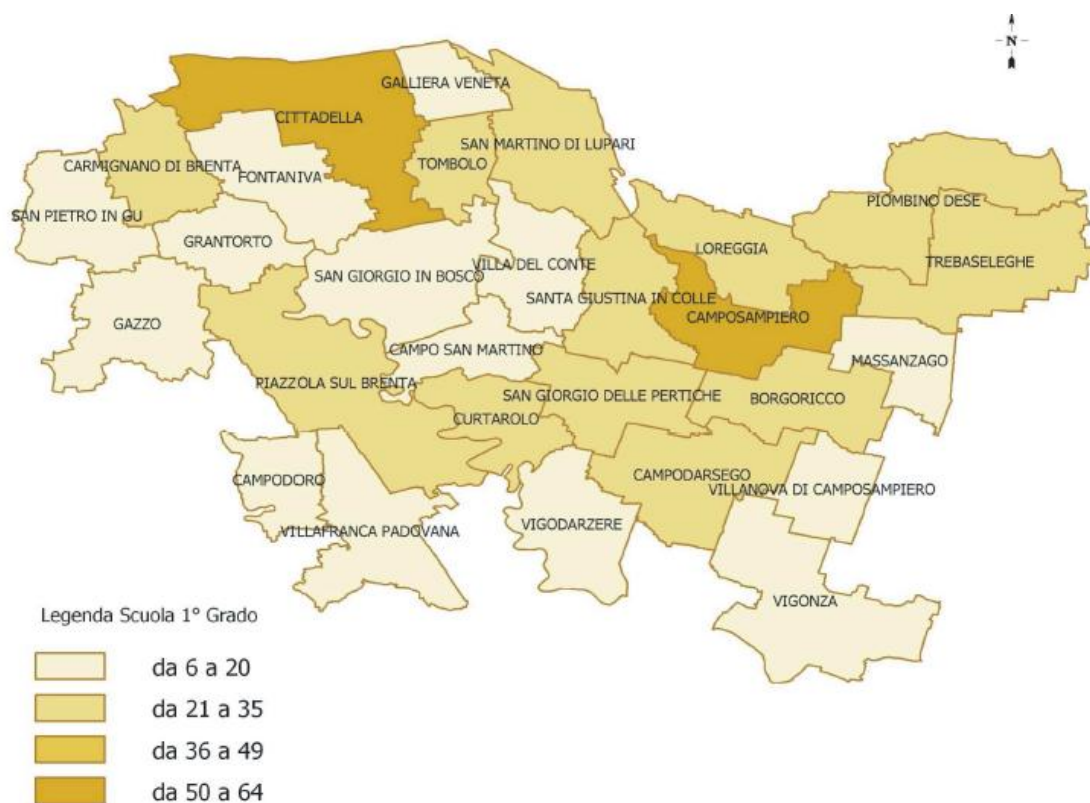 N
GALLIERA VENETA
CITTADELLA
SAN MARTINO DI LUPARI
CARMIGNANO DI BRENTA
TOMBOLO
FONTANIVA
PIOMBINO DESE
SAN PIETRO IN GU
GRANTORTO
LOREGGIA
TREBASELEGHE
SAN GIORGIO IN BOSCO
VILLA DEL CONTE
SANTA GIUSTINA IN COLLE
GAZZO
CAMPOSAMPIERO
CAMPO SAN MARTINO
MASSANZAGO
PIAZZOLA SUL BRENTA
SAN GIORGIO DELLE PERTICHE
BORGORICCO
CURTAROLO
CAMPODORO
CAMPODARSEGO
VILLANOVA DI CAMPOSAMPIERO
VILLAFRANCA PADOVANA
VIGODARZERE
VIGONZA
Legenda Scuola 1° Grado
da 6 a 20
da 21 a 35
da 36 a 49
da 50 a 64